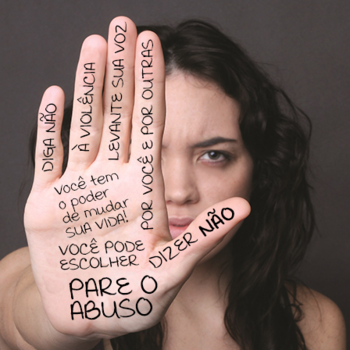 DIGA NÃO
À VIOLÊNCIA
LEVANTE SUA VOZ
POR VOCÊ E POR OUTRAS
você tem
o poder
de mudar
SUA VIDA!
VOCÊ PODE
ESCOLHER
DIZER NÃO
PARE O
ABUSO